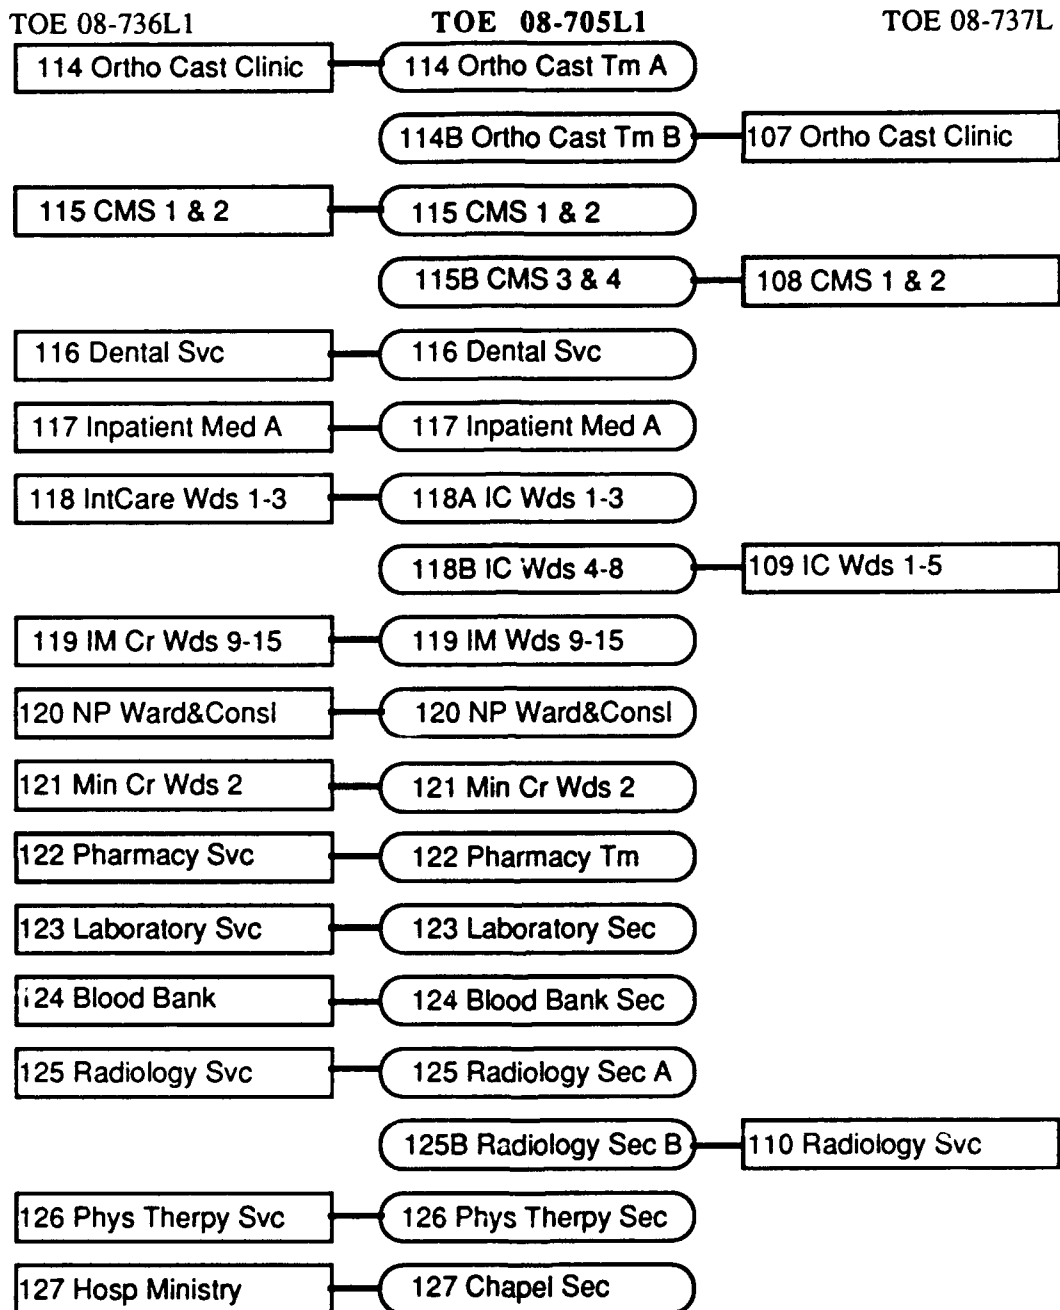 TOE 08-736L1 TOE 08-705L1 TOE 08-737L
114 Ortho Cast Clinic 114 Ortho Cast Tm A
114B Ortho Cast Tm B 107 Ortho Cast Clinic
115 CMS 1 & 2 115 CMS 1 & 2
115B CMS 3 & 4 108 CMS 1 & 2
116 Dental Svc 116 Dental Svc
117 Inpatient Med A 117 Inpatient Med A
118 IntCare Wds 1-3 118A IC Wds 1-3
118B IC Wds 4-8 109 IC Wds 1-5
119 IM Cr Wds 9-15 119 IM Wds 9-15
120 NP Ward&Consl 120 NP Ward&Consl
121 Min Cr Wds 2 121 Min Cr Wds 2
122 Pharmacy Svc 122 Pharmacy Tm
123 Laboratory Svc 123 Laboratory Sec
124 Blood Bank 124 Blood Bank Sec
125 Radiology Svc 125 Radiology Sec A
125B Radiology Sec B 110 Radiology Svc
126 Phys Therpy Svc 126 Phys Therpy Sec
127 Hosp Ministry 127 Chapel Sec